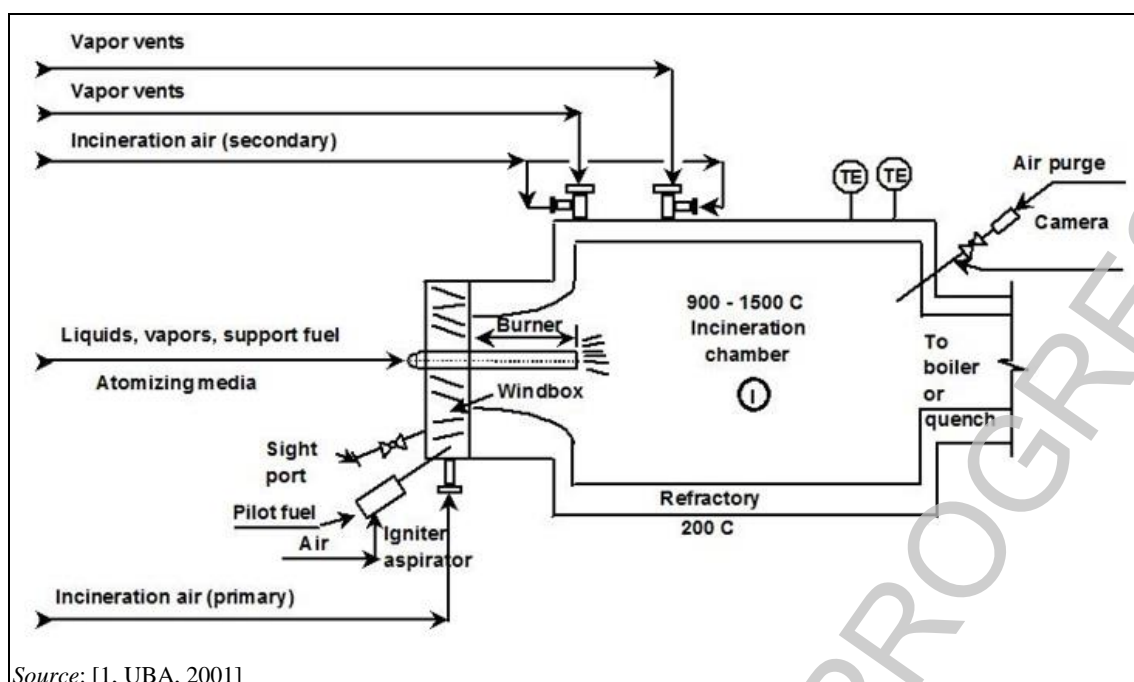 Vapor vents
Vapor vents
Incineration air (secondary)
TE TE
Air purge
Camera
900 - 1500 C
Incineration
chamber
I
Burner
Liquids, vapors, support fuel
Atomizing media
Windbox
To
boiler
or
quench
Sight
port
Pilot fuel
Air
Igniter
aspirator
Refractory
200 C
Incineration air (primary)
Source: [1, UBA, 2001]
PROGRES